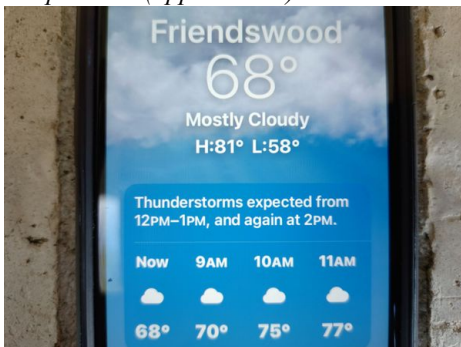 Friendswood
68°
Mostly Cloudy
H:81° L:58°
Thunderstorms expected from
12PM–1PM, and again at 2PM.
Now 9AM 10AM 11AM
68° 70° 75° 77°